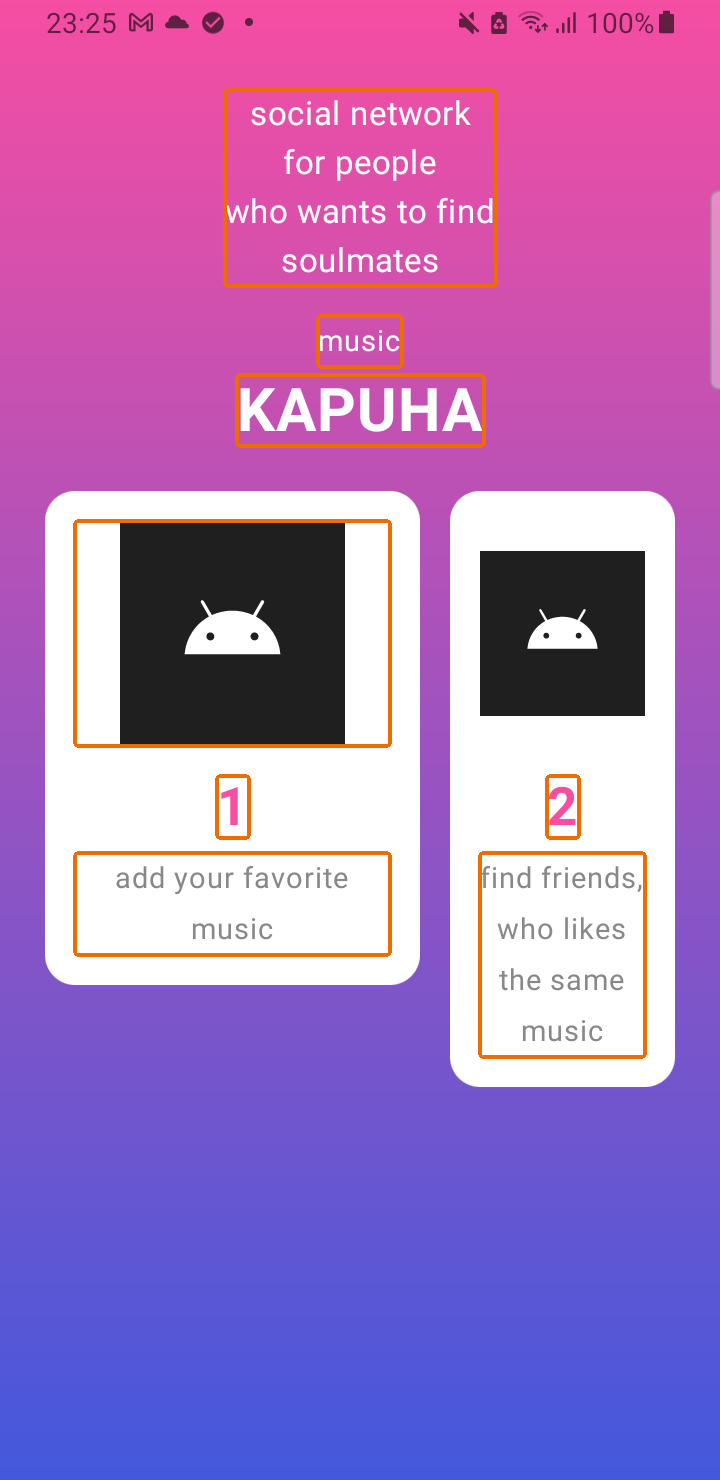 23:25
100%
social network
for people
who wants to find
soulmates
music
KAPUHA
1
add your favorite
music
2
find friends,
who likes
the same
music